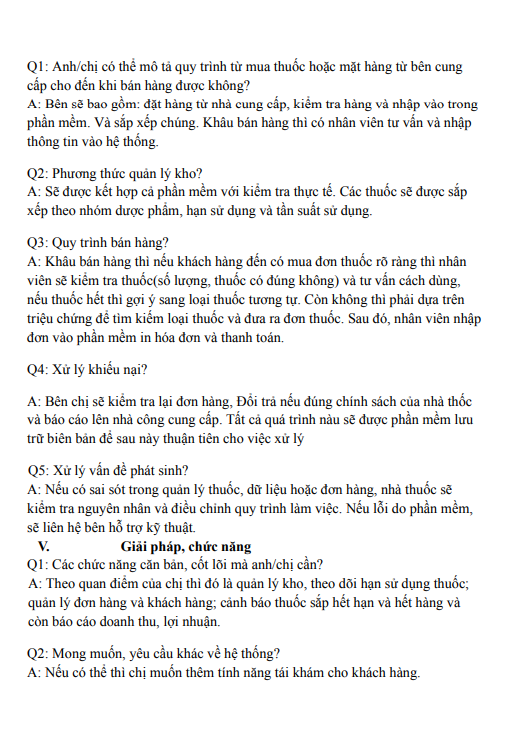 Q1: Anh/chị có thể mô tả quy trình từ mua thuốc hoặc mặt hàng từ bên cung
cấp cho đến khi bán hàng được không?
A: Bên sẽ bao gồm: đặt hàng từ nhà cung cấp, kiểm tra hàng và nhập vào trong
phần mềm. Và sắp xếp chúng. Khâu bán hàng thì có nhân viên tư vấn và nhập
thông tin vào hệ thống.
Q2: Phương thức quản lý kho?
A: Sẽ được kết hợp cả phần mềm với kiểm tra thực tế. Các thuốc sẽ được sắp
xếp theo nhóm dược phẩm, hạn sử dụng và tần suất sử dụng.
Q3: Quy trình bán hàng?
A: Khâu bán hàng thì nếu khách hàng đến có mua đơn thuốc rõ ràng thì nhân
viên sẽ kiểm tra thuốc(số lượng, thuốc có đúng không) và tư vấn cách dùng,
nếu thuốc hết thì gợi ý sang loại thuốc tương tự. Còn không thì phải dựa trên
triệu chứng để tìm kiếm loại thuốc và đưa ra đơn thuốc. Sau đó, nhân viên nhập
đơn vào phần mềm in hóa đơn và thanh toán.
Q4: Xử lý khiếu nại?
A: Bên chị sẽ kiểm tra lại đơn hàng, Đổi trả nếu đúng chính sách của nhà thốc
và báo cáo lên nhà công cung cấp. Tất cả quá trình nàu sẽ được phần mềm lưu
trữ biên bản để sau này thuận tiên cho việc xử lý
Q5: Xử lý vấn đề phát sinh?
A: Nếu có sai sót trong quản lý thuốc, dữ liệu hoặc đơn hàng, nhà thuốc sẽ
kiểm tra nguyên nhân và điều chỉnh quy trình làm việc. Nếu lỗi do phần mềm,
sẽ liên hệ bên hỗ trợ kỹ thuật.
V. Giải pháp, chức năng
Q1: Các chức năng căn bản, cốt lõi mà anh/chị cần?
A: Theo quan điểm của chị thì đó là quản lý kho, theo dõi hạn sử dụng thuốc;
quản lý đơn hàng và khách hàng; cảnh báo thuốc sắp hết hạn và hết hàng và
còn báo cáo doanh thu, lợi nhuận.
Q2: Mong muốn, yêu cầu khác về hệ thống?
A: Nếu có thể thì chị muốn thêm tính năng tái khám cho khách hàng.